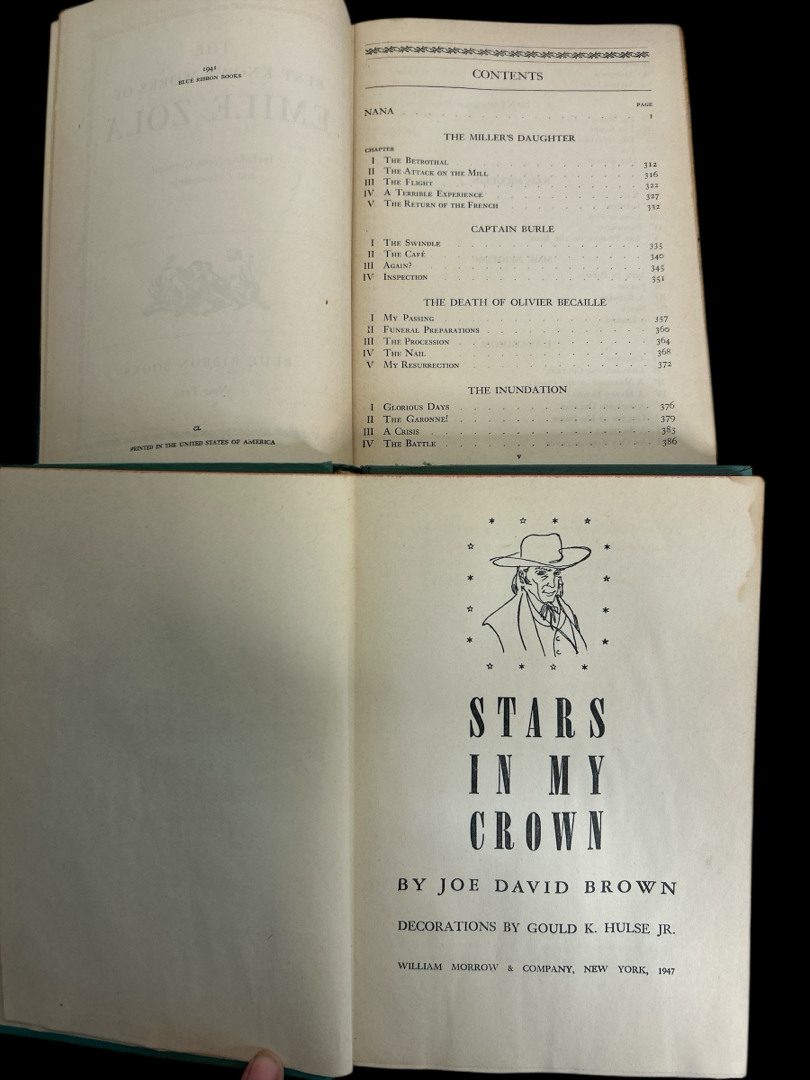 1941
BLUE RIBBON BOOKS
CL
PRINTED IN THE UNITED STATES OF AMERICA
CONTENTS
PAGE
NANA . . . . . . . . . . 1
THE MILLER'S DAUGHTER
CHAPTER
I THE BETROTHAL . . . . . . . . . . 312
II THE ATTACK ON THE MILL . . . . . . . . . . 316
III THE FLIGHT . . . . . . . . . . 322
IV A TERRIBLE EXPERIENCE . . . . . . . . . . 327
V THE RETURN OF THE FRENCH . . . . . . . . . . 332
CAPTAIN BURLE
I THE SWINDLE . . . . . . . . . . 335
II THE CAFÉ . . . . . . . . . . 340
III AGAIN? . . . . . . . . . . 345
IV INSPECTION . . . . . . . . . . 351
THE DEATH OF OLIVIER BECAILLE
I MY PASSING . . . . . . . . . . 357
II FUNERAL PREPARATIONS . . . . . . . . . . 360
III THE PROCESSION . . . . . . . . . . 364
IV THE NAIL . . . . . . . . . . 368
V MY RESURRECTION . . . . . . . . . . 372
THE INUNDATION
I GLORIOUS DAYS . . . . . . . . . . 376
II THE GARONNE! . . . . . . . . . . 379
III A CRISIS . . . . . . . . . . 383
IV THE BATTLE . . . . . . . . . . 386
v
STARS
IN MY
CROWN
BY JOE DAVID BROWN
DECORATIONS BY GOULD K. HULSE JR.
WILLIAM MORROW & COMPANY, NEW YORK, 1947